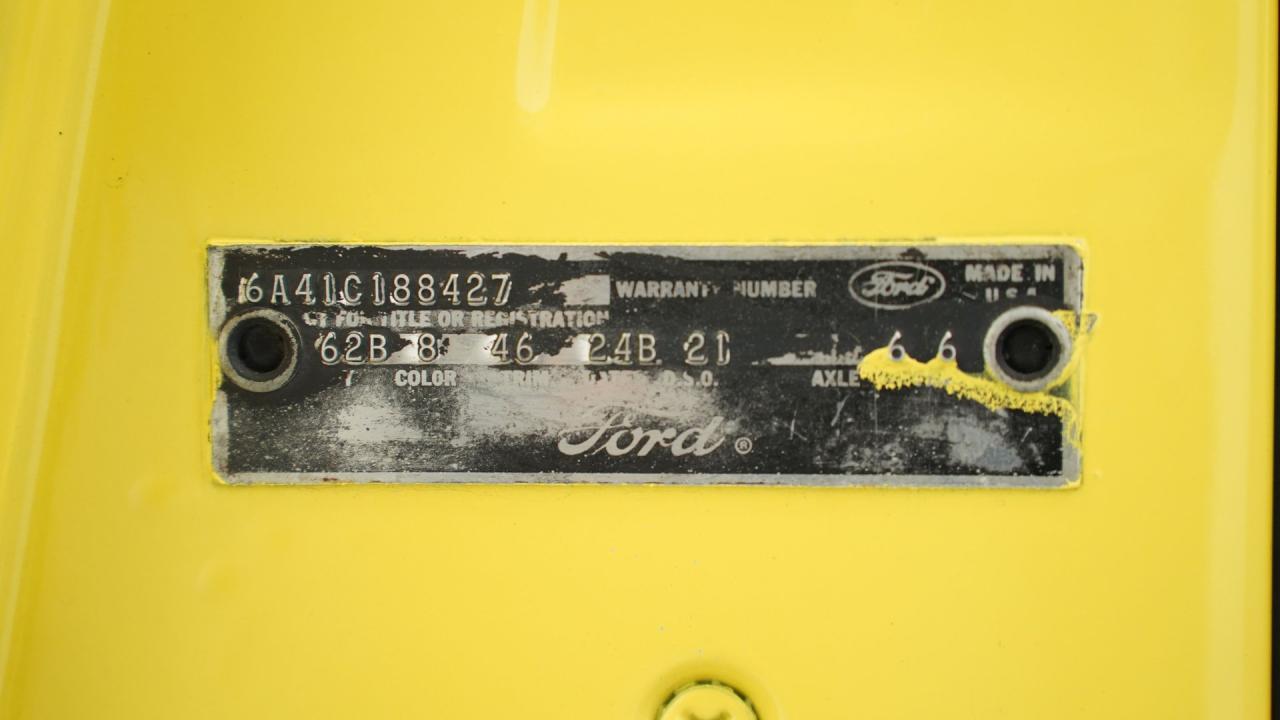 6A41C188427 WARRANTY NUMBER Ford MADE IN
U.S.A.
TITLE OR REGISTRATION
62B 8 46 24B 21 6 6
COLOR D.S.O. AXLE
Ford ®